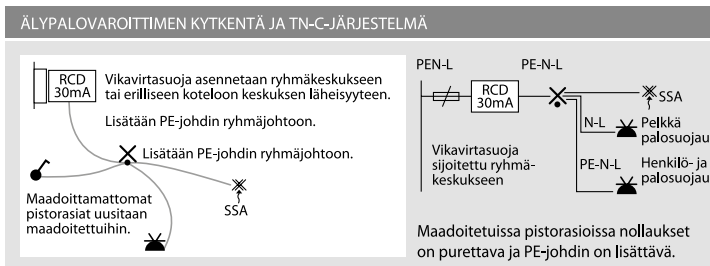 ÄLYPALOVAROITTIMEN KYTKENTÄ JA TN-C-JÄRJESTELMÄ
RCD
30mA
Vikavirtasuoja asennetaan ryhmäkeskukseen
tai erilliseen koteloon keskuksen läheisyyteen.
Lisätään PE-johdin ryhmäjohtoon.
Lisätään PE-johdin ryhmäjohtoon.
Maadoittamattomat
pistorasiat uusitaan
maadoitettuihin.
SSA
PEN-L
PE-N-L
RCD
30mA
SSA
N-L
Pelkkä
palosuojau
Vikavirtasuoja
sijoitettu ryhmä-
keskukseen
PE-N-L
Henkilö- ja
palosuojau
Maadoitetuissa pistorasioissa nollaukset
on purettava ja PE-johdin on lisättävä.